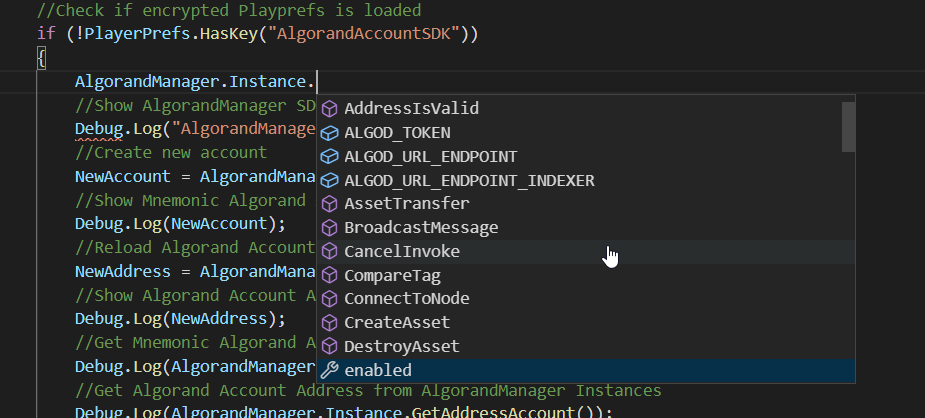 //Check if encrypted Playprefs is loaded
if (!PlayerPrefs.HasKey("AlgorandAccountSDK"))
{
AlgorandManager.Instance.
//Show AlgorandManager SD
Debug.Log("AlgorandManage
//Create new account
NewAccount = AlgorandMana
//Show Mnemonic Algorand
Debug.Log(NewAccount);
//Reload Algorand Account
NewAddress = AlgorandMana
//Show Algorand Account A
Debug.Log(NewAddress);
//Get Mnemonic Algorand A
Debug.Log(AlgorandManager
//Get Algorand Account Address from AlgorandManager Instances
Debug.Log(AlgorandManager.Instance.GetAddressAccount());
AddressIsValid
ALGOD_TOKEN
ALGOD_URL_ENDPOINT
ALGOD_URL_ENDPOINT_INDEXER
AssetTransfer
BroadcastMessage
CancelInvoke
CompareTag
ConnectToNode
CreateAsset
DestroyAsset
enabled